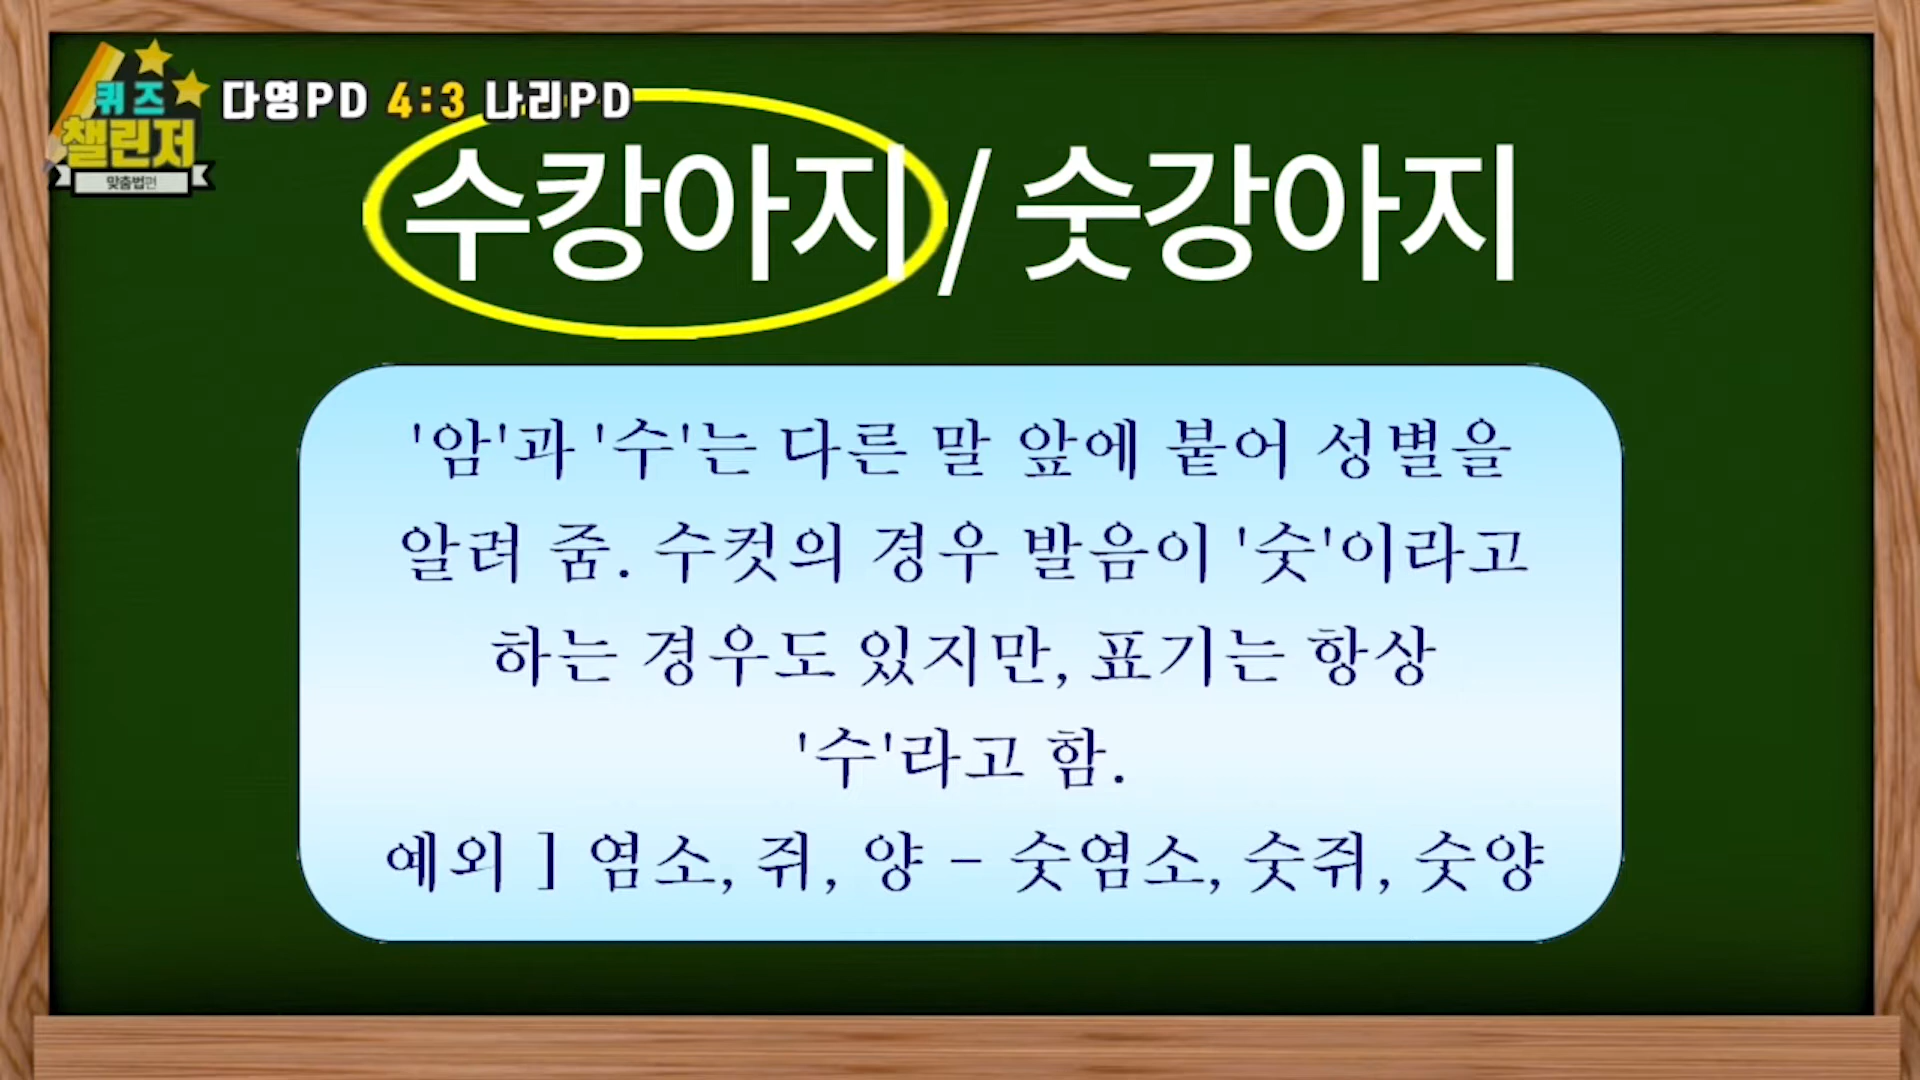 퀴즈
챌린저
맞춤법편
다영PD 4:3 나리PD
수캉아지 / 숫강아지
'암'과 '수'는 다른 말 앞에 붙어 성별을
알려 줌. 수컷의 경우 발음이 '숫'이라고
하는 경우도 있지만, 표기는 항상
'수'라고 함.
예외 ] 염소, 쥐, 양 - 숫염소, 숫쥐, 숫양